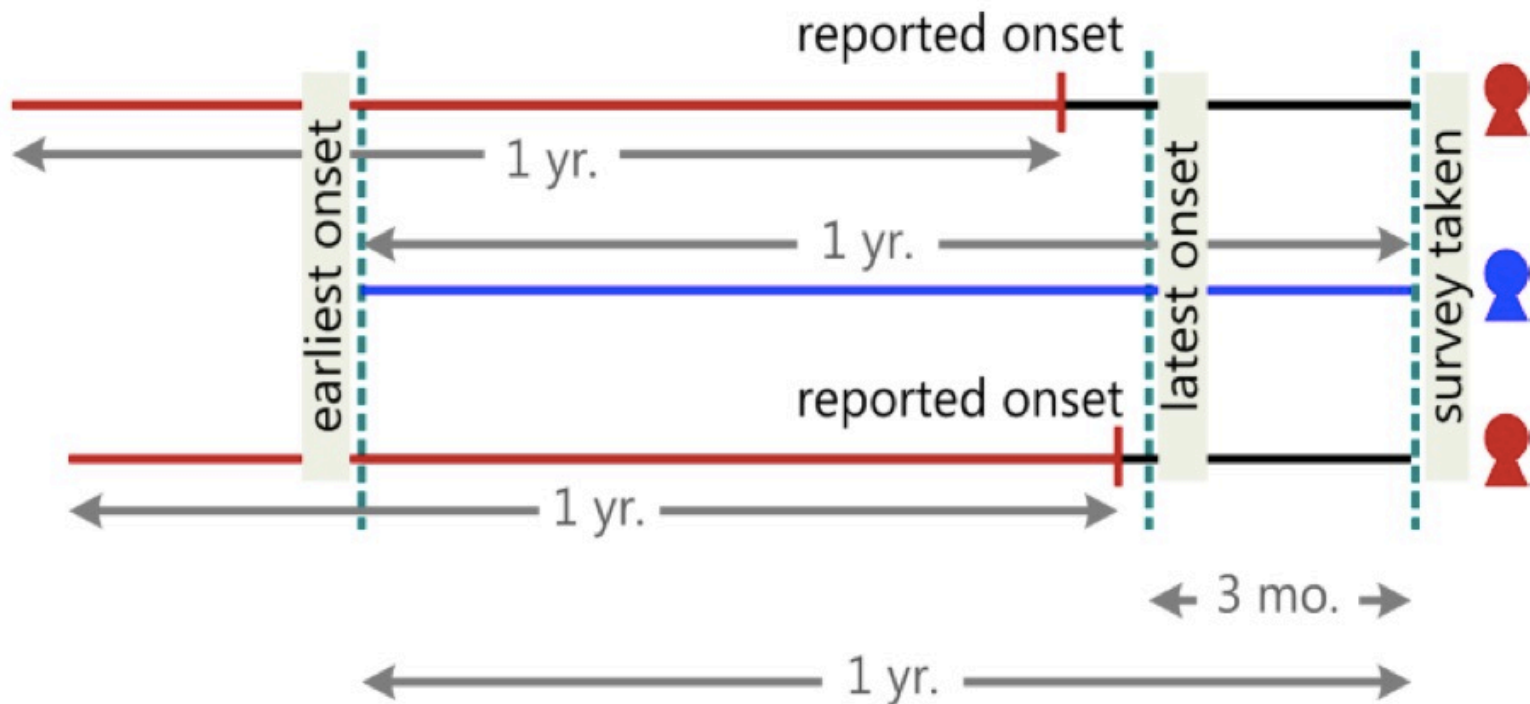 reported onset
1 yr.
earliest onset
1 yr.
latest onset
survey taken
reported onset
1 yr.
3 mo.
1 yr.